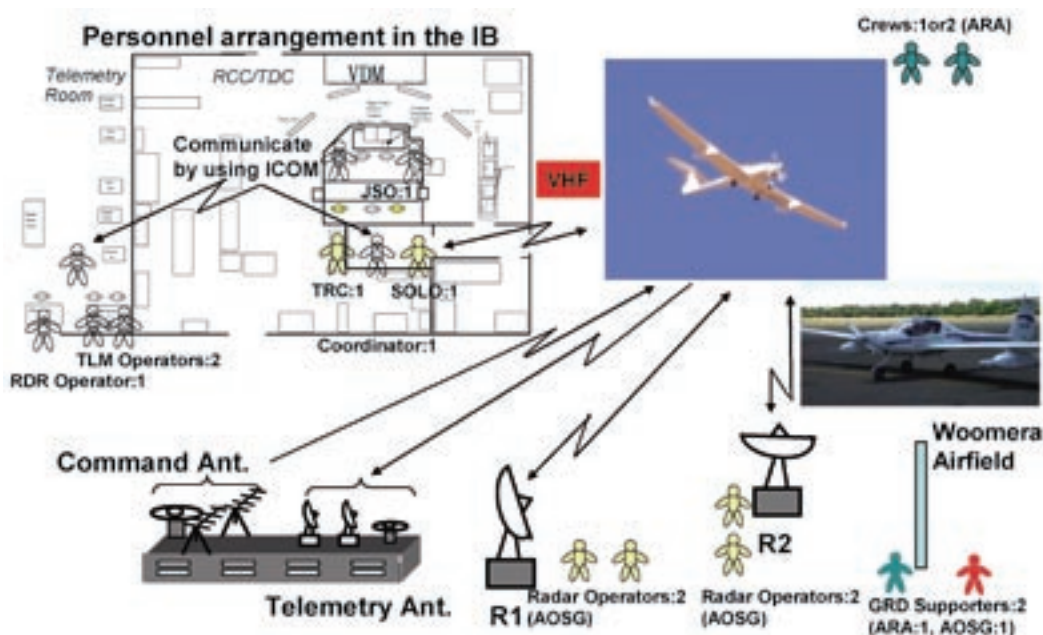 Personnel arrangement in the IB
Crews:1or2 (ARA)
Telemetry
Room
RCC/TDC
VDM
Communicate
by using ICOM
JSO:1
VHF
TRC:1
SOLO:1
TLM Operators:2
RDR Operator:1
Coordinator:1
Command Ant.
Telemetry Ant.
R1
Radar Operators:2
(AOSG)
R2
Radar Operators:2
(AOSG)
Woomera
Airfield
GRD Supporters:2
(ARA:1, AOSG:1)